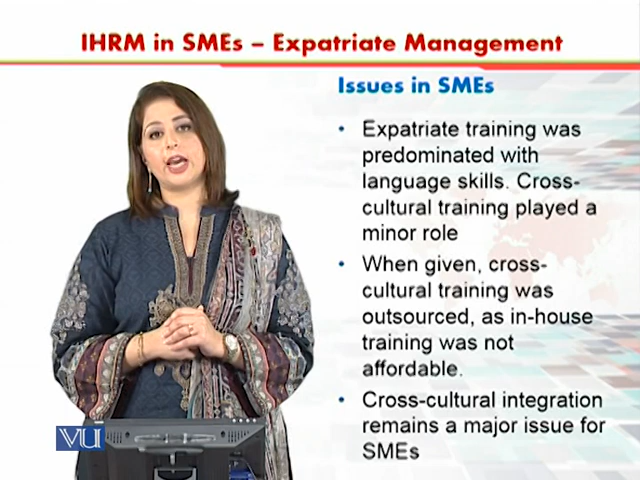 IHRM in SMEs – Expatriate Management
Issues in SMEs
• Expatriate training was
predominated with
language skills. Cross-
cultural training played a
minor role
• When given, cross-
cultural training was
outsourced, as in-house
training was not
affordable.
• Cross-cultural integration
remains a major issue for
SMEs
VU